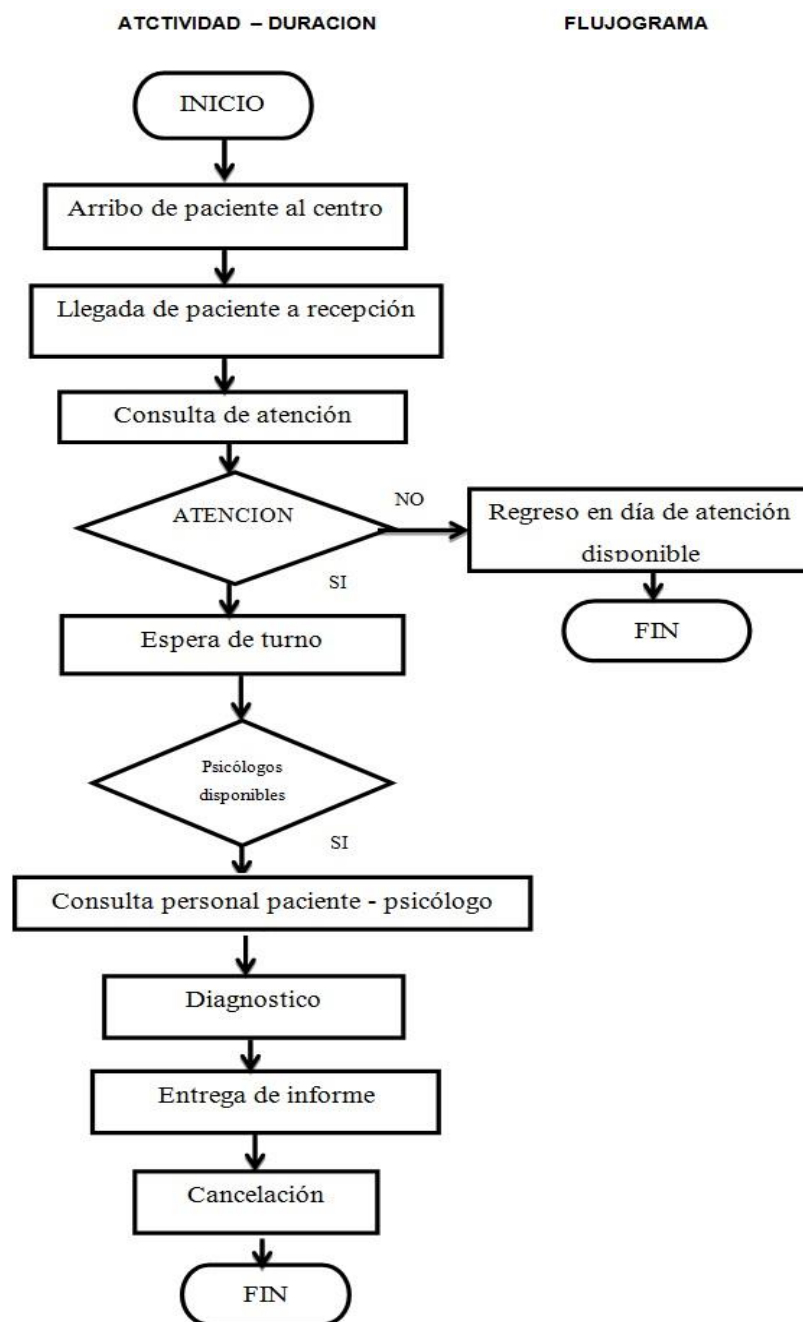 ATCTIVIDAD – DURACION
FLUJOGRAMA
INICIO
Arribo de paciente al centro
Llegada de paciente a recepción
Consulta de atención
ATENCION
NO
Regreso en día de atención
disponible
SI
FIN
Espera de turno
Psicólogos
disponibles
SI
Consulta personal paciente - psicólogo
Diagnostico
Entrega de informe
Cancelación
FIN